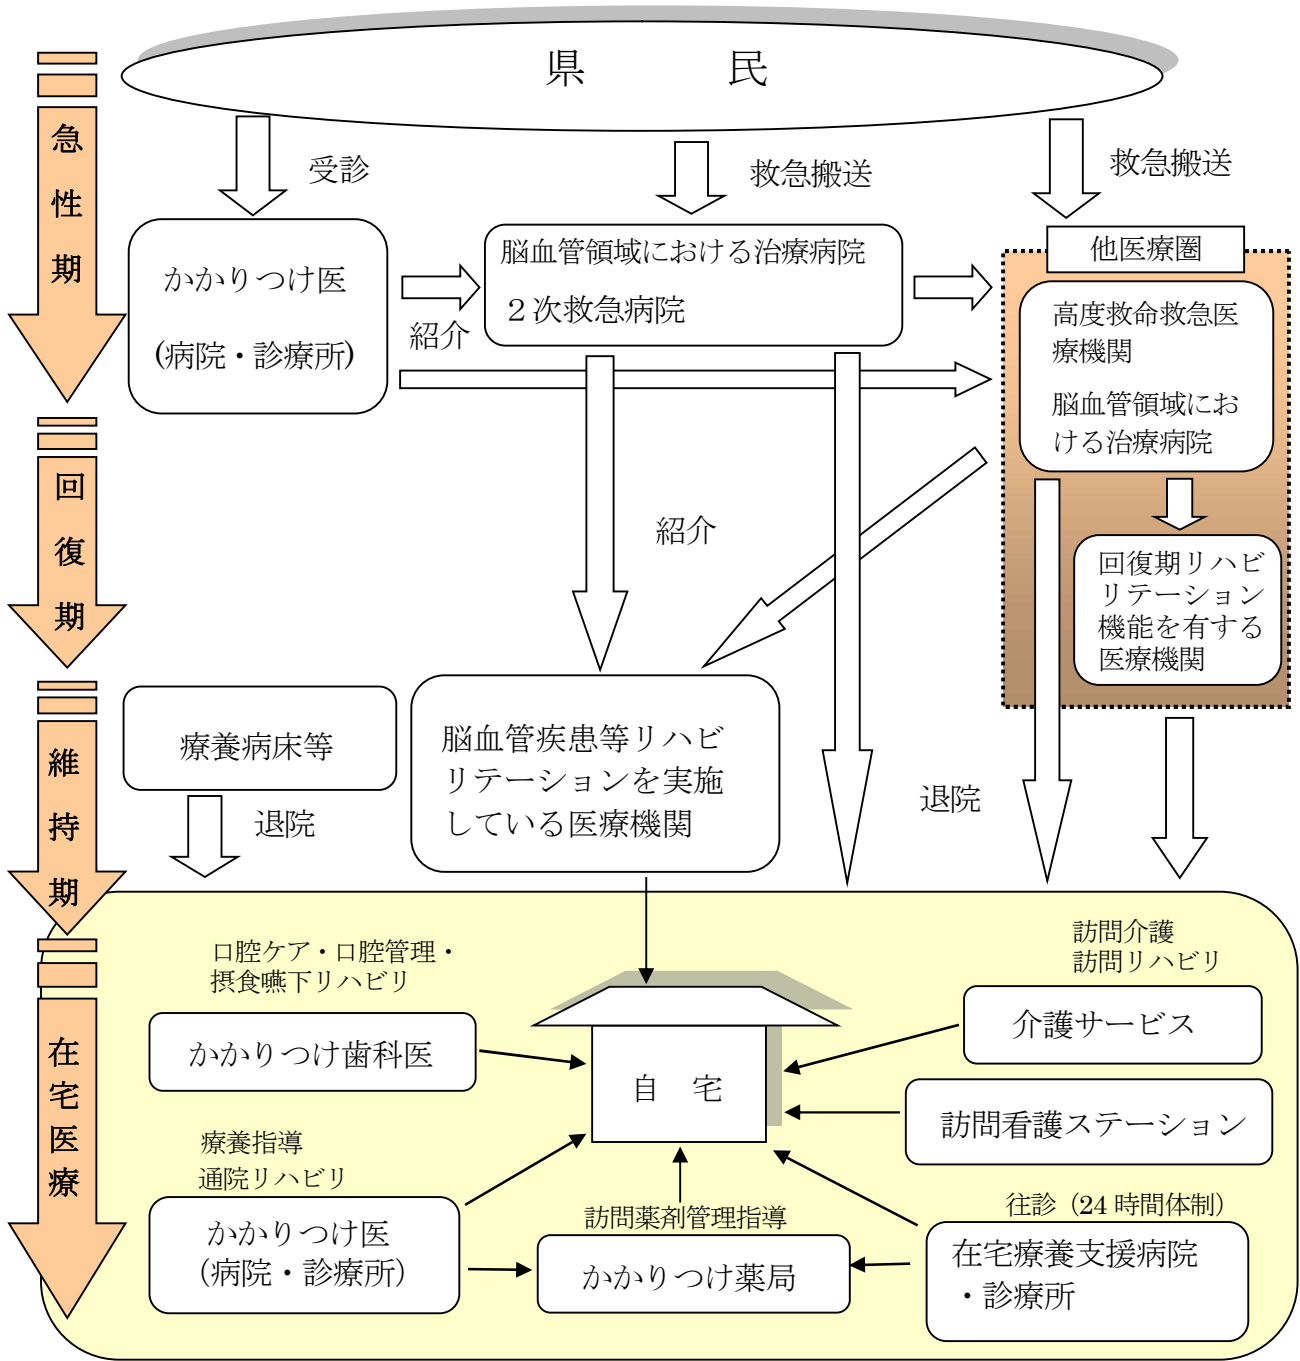 県　民
急性期
受診
救急搬送
救急搬送
かかりつけ医
(病院・診療所)
紹介
脳血管領域における治療病院
２次救急病院
他医療圏
高度救命救急医
療機関
脳血管領域にお
ける治療病院
回復期
紹介
回復期リハビ
リテーション
機能を有する
医療機関
維持期
療養病床等
退院
脳血管疾患等リハビ
リテーションを実施
している医療機関
退院
在宅医療
口腔ケア・口腔管理・
摂食嚥下リハビリ
かかりつけ歯科医
訪問介護
訪問リハビリ
介護サービス
自　宅
訪問看護ステーション
療養指導
通院リハビリ
かかりつけ医
（病院・診療所）
訪問薬剤管理指導
かかりつけ薬局
往診（24 時間体制）
在宅療養支援病院
・診療所